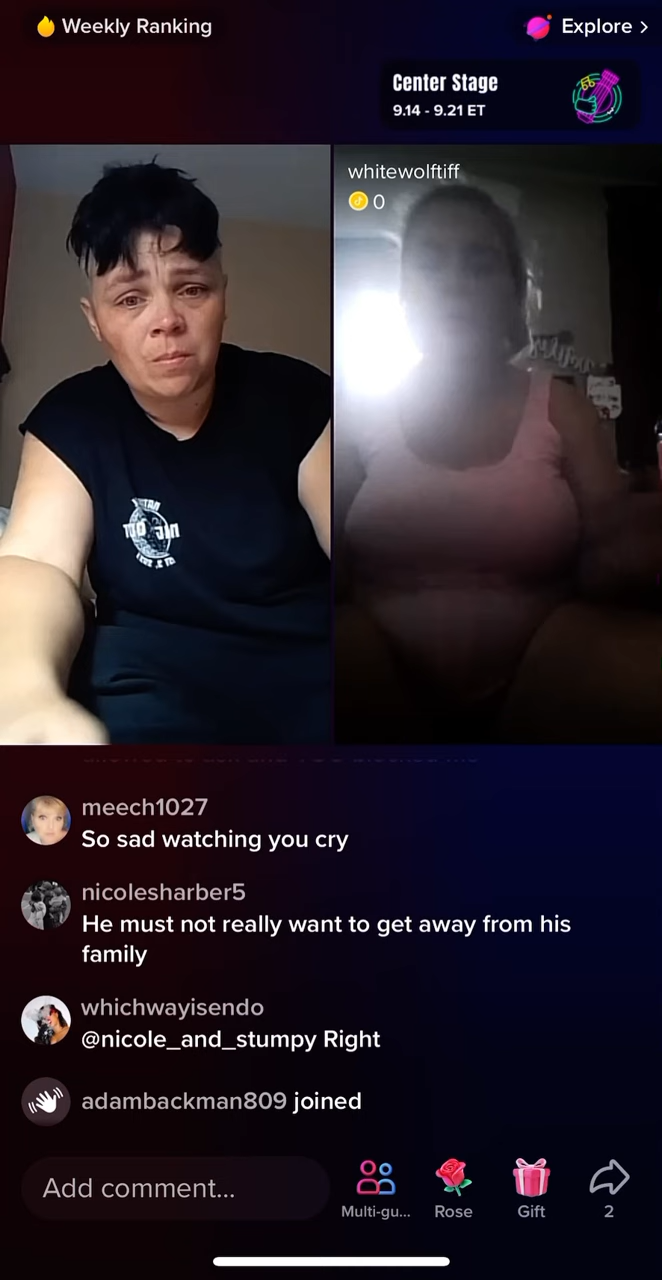 Weekly Ranking
Explore >
Center Stage
9.14 - 9.21 ET
whitewolftiff
0
meech1027
So sad watching you cry
nicolesharber5
He must not really want to get away from his
family
whichwayisendo
@nicole_and_stumpy Right
adambackman809 joined
Add comment...
Multi-gu...
Rose
Gift
2